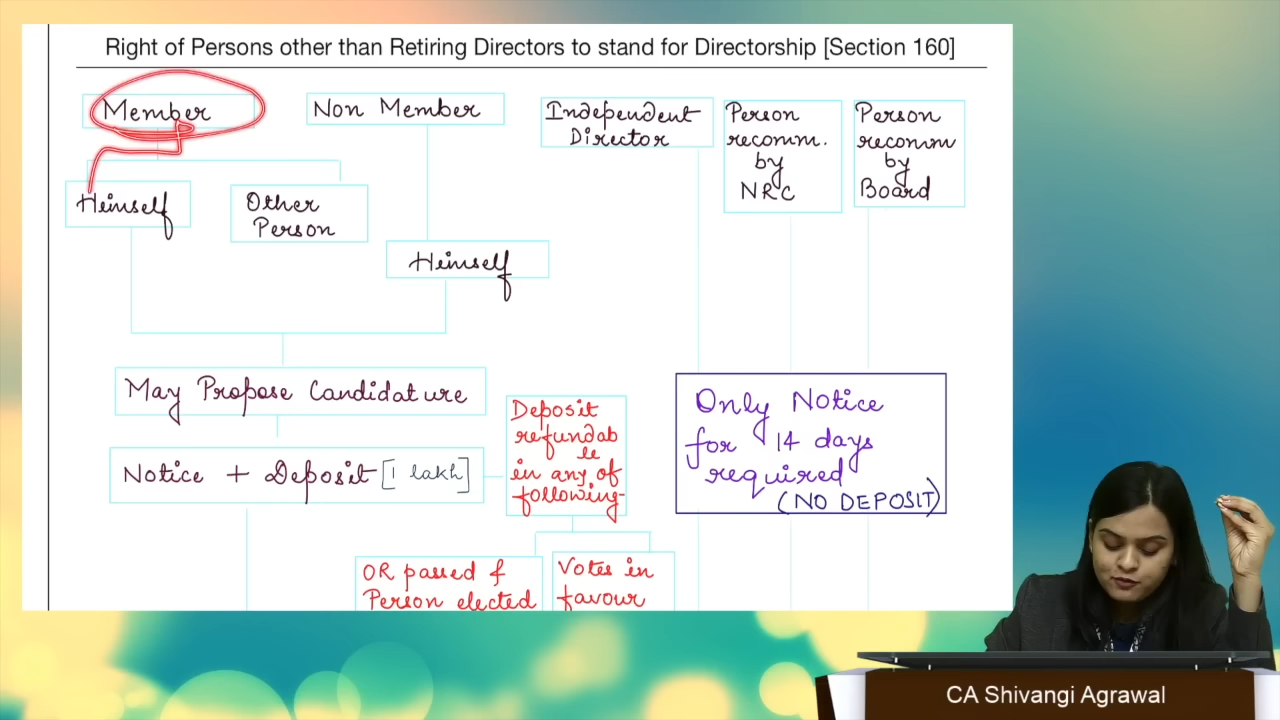 Right of Persons other than Retiring Directors to stand for Directorship [Section 160]
Member
Non Member
Independent
Director
Person
recomm.
by
NRC
Person
recomm
by
Board
Himself
Other
Person
Himself
May Propose Candidature
Notice + Deposit [1 lakh]
Deposit
refundab
le
in any of
following-
Only Notice
for 14 days
required
(NO DEPOSIT)
OR passed &
Person elected
Votes in
favour
CA Shivangi Agrawal